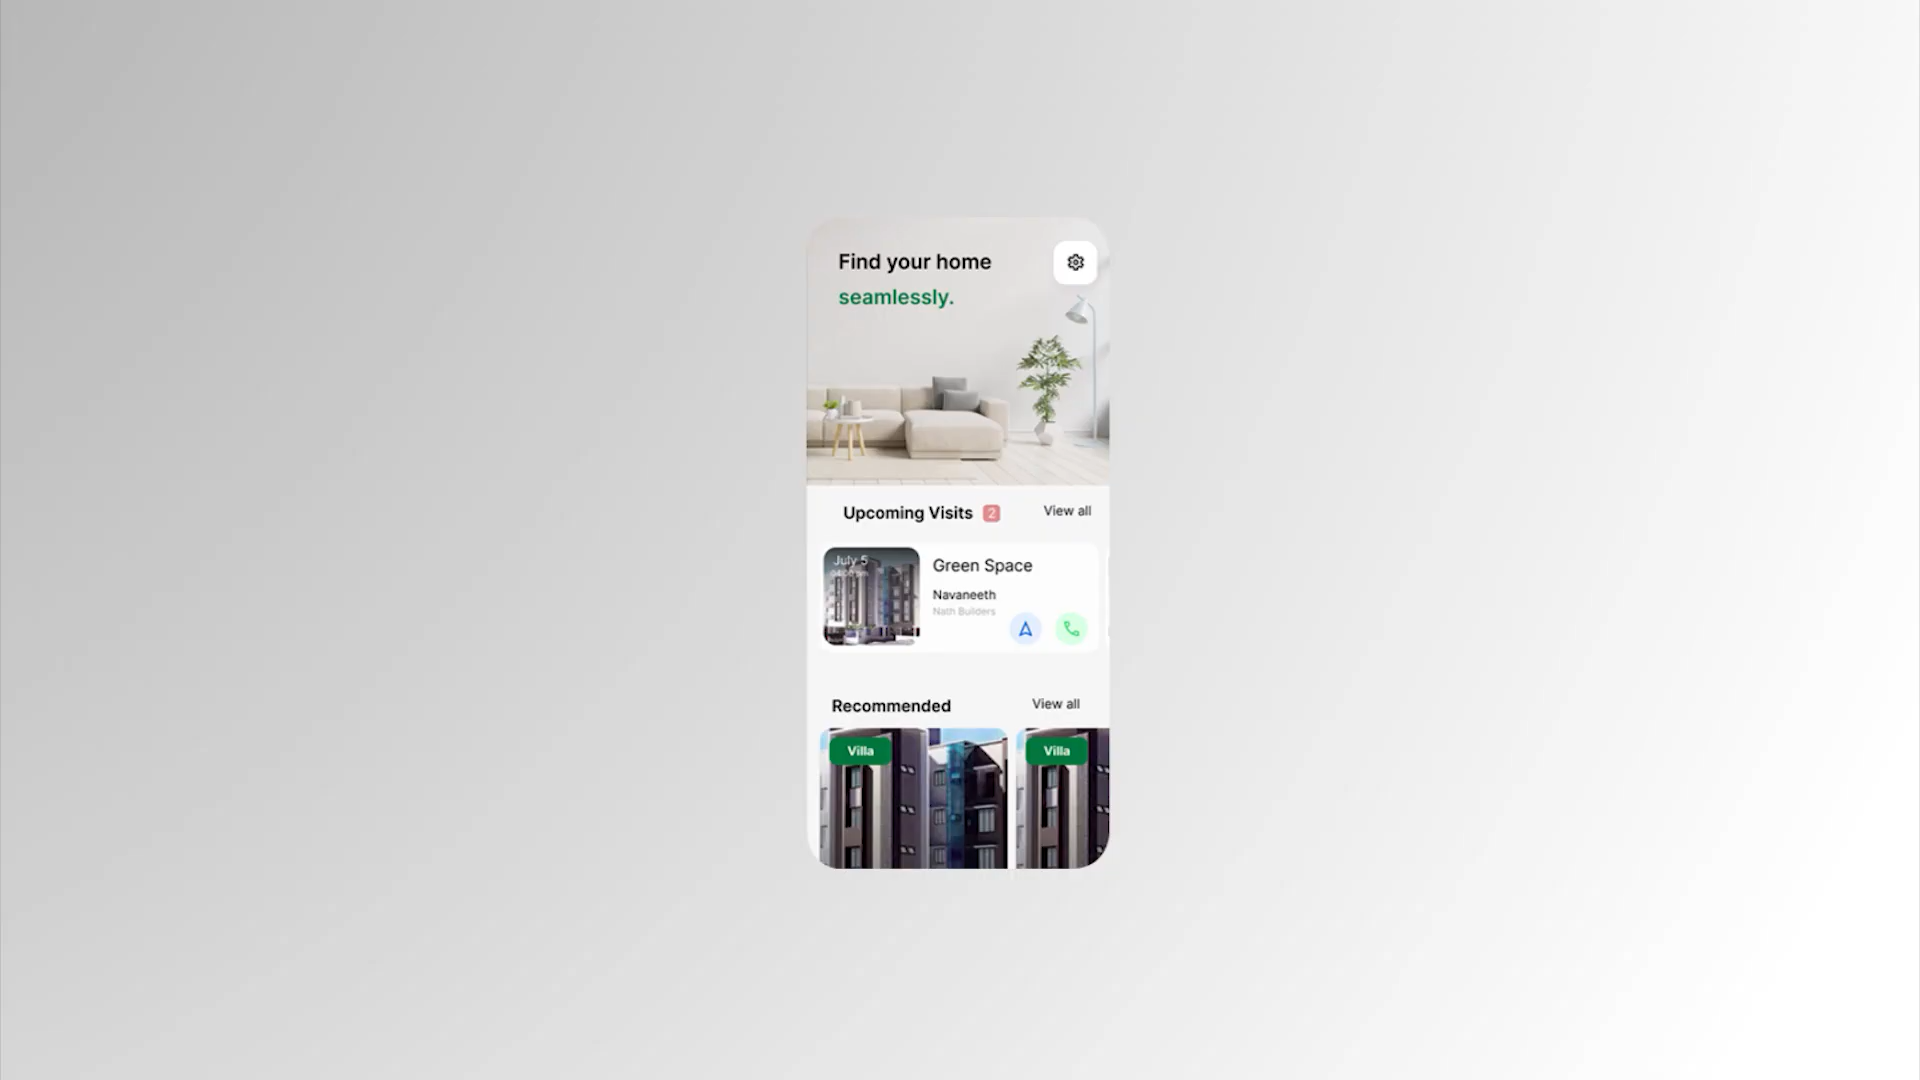 Find your home
seamlessly.
Upcoming Visits 2
View all
July 5
Green Space
Navaneeth
Nath Builders
Recommended
View all
Villa
Villa